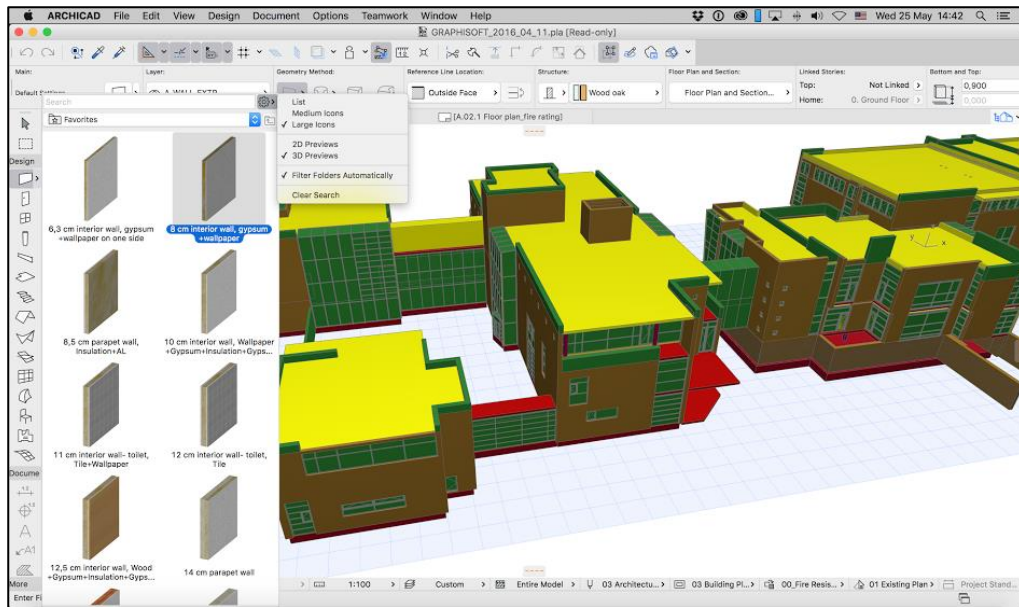 ARCHICAD File Edit View Design Document Options Teamwork Window Help Wed 25 May 14:42
GRAPHISOFT_2016_04_11.pla [Read-only]
Main: Layer: Geometry Method: Reference Line Location: Structure: Floor Plan and Section: Linked Stories: Bottom and Top:
Outside Face Wood oak Floor Plan and Section... Top: Not Linked 0,900
Home: 0. Ground Floor 0,000
Search
Favorites
List
Medium Icons
Large Icons
2D Previews
3D Previews
Filter Folders Automatically
Clear Search
[A.02.1 Floor plan_fire rating]
Design
6,3 cm interior wall, gypsum
+wallpaper on one side
8 cm interior wall, gypsum
+wallpaper
8,5 cm parapet wall,
Insulation+AL
10 cm interior wall, Wallpaper
+Gypsum+Insulation+Gyps...
11 cm interior wall- toilet,
Tile+Wallpaper
12 cm interior wall- toilet,
Tile
Docume
12,5 cm interior wall, Wood
+Gypsum+Insulation+Gyps...
14 cm parapet wall
y x
More
1:100 Custom Entire Model 03 Architectu... 03 Building Pl... 00_Fire Resis... 01 Existing Plan Project Stand...
Enter Fi